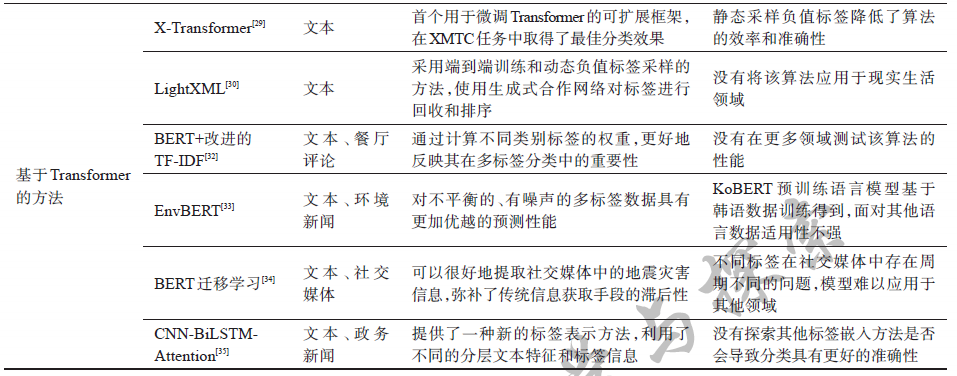 X-Transformer[29] 文本 首个用于微调Transformer的可扩展框架， 静态采样负值标签降低了算法
在XMTC任务中取得了最佳分类效果 的效率和准确性
采用端到端训练和动态负值标签采样的
LightXML[30] 文本 方法，使用生成式合作网络对标签进行 没有将该算法应用于现实生活
回收和排序 领域
BERT+改进的 文本、餐厅 通过计算不同类别标签的权重，更好地 没有在更多领域测试该算法的
TF-IDF[32] 评论 反映其在多标签分类中的重要性 性能
基于Transformer
的方法
EnvBERT[33] 文本、环境 对不平衡的、有噪声的多标签数据具有 KoBERT预训练语言模型基于
新闻 更加优越的预测性能 韩语数据训练得到，面对其他语
言数据适用性不强
BERT迁移学习[34] 文本、社交 可以很好地提取社交媒体中的地震灾害 不同标签在社交媒体中存在周
媒体 信息，弥补了传统信息获取手段的滞后性 期不同的问题，模型难以应用于
其他领域
CNN-BiLSTM- 文本、政务 提供了一种新的标签表示方法，利用了 没有探索其他标签嵌入方法是否
Attention[35] 新闻 不同的分层文本特征和标签信息 会导致分类具有更好的准确性